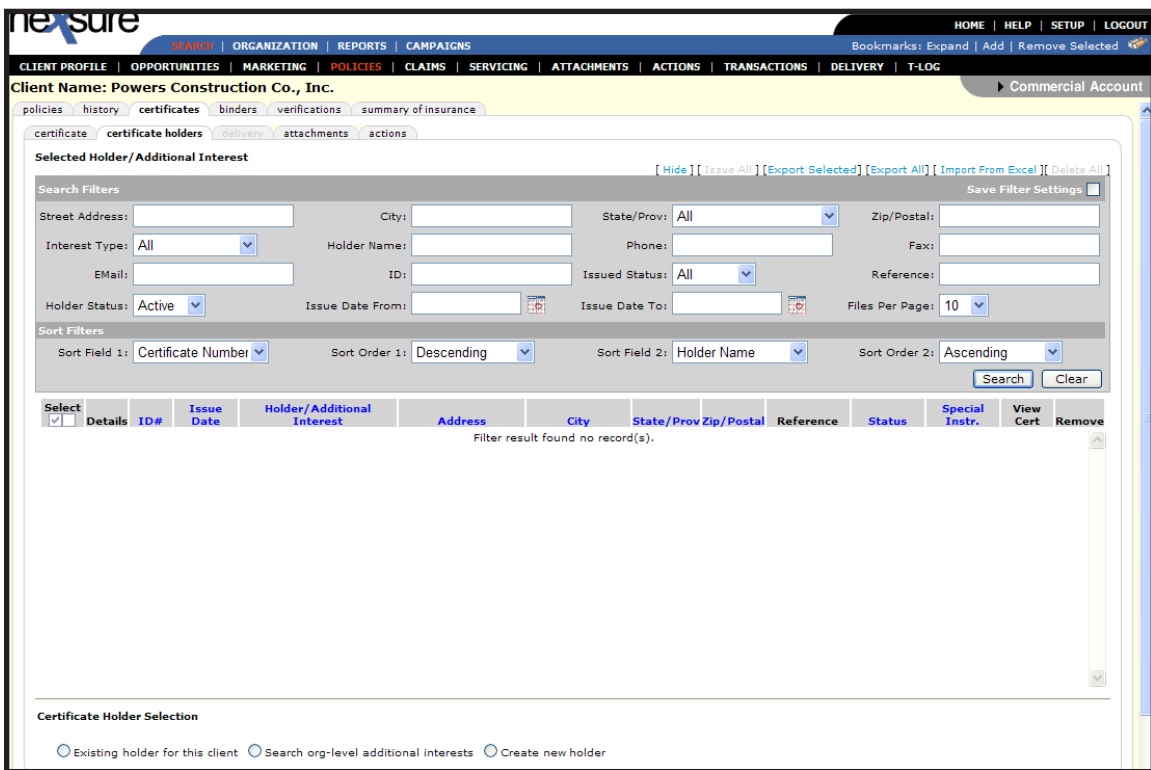 nexsure
HOME | HELP | SETUP | LOGOUT
SEARCH | ORGANIZATION | REPORTS | CAMPAIGNS
Bookmarks: Expand | Add | Remove Selected
CLIENT PROFILE | OPPORTUNITIES | MARKETING | POLICIES | CLAIMS | SERVICING | ATTACHMENTS | ACTIONS | TRANSACTIONS | DELIVERY | T-LOG
Client Name: Powers Construction Co., Inc.
Commercial Account
policies history certificates binders verifications summary of insurance
certificate certificate holders delivery attachments actions
Selected Holder/Additional Interest
[ Hide ][ Issue All ] [Export Selected] [Export All] [ Import From Excel ][ Delete All ]
Search Filters Save Filter Settings
Street Address: City: State/Prov: All Zip/Postal:
Interest Type: All Holder Name: Phone: Fax:
EMail: ID: Issued Status: All Reference:
Holder Status: Active Issue Date From: Issue Date To: Files Per Page: 10
Sort Filters
Sort Field 1: Certificate Number Sort Order 1: Descending Sort Field 2: Holder Name Sort Order 2: Ascending
Search Clear
Select Details ID# Issue Date Holder/Additional Interest Address City State/Prov Zip/Postal Reference Status Special Instr. View Cert Remove
Filter result found no record(s).
Certificate Holder Selection
Existing holder for this client Search org-level additional interests Create new holder